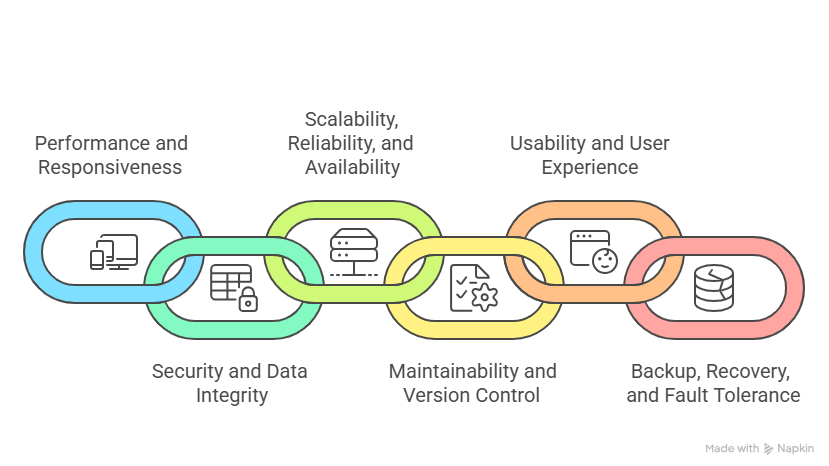 Performance and
Responsiveness
Security and Data
Integrity
Scalability,
Reliability, and
Availability
Maintainability and
Version Control
Usability and User
Experience
Backup, Recovery,
and Fault Tolerance
Made with Napkin